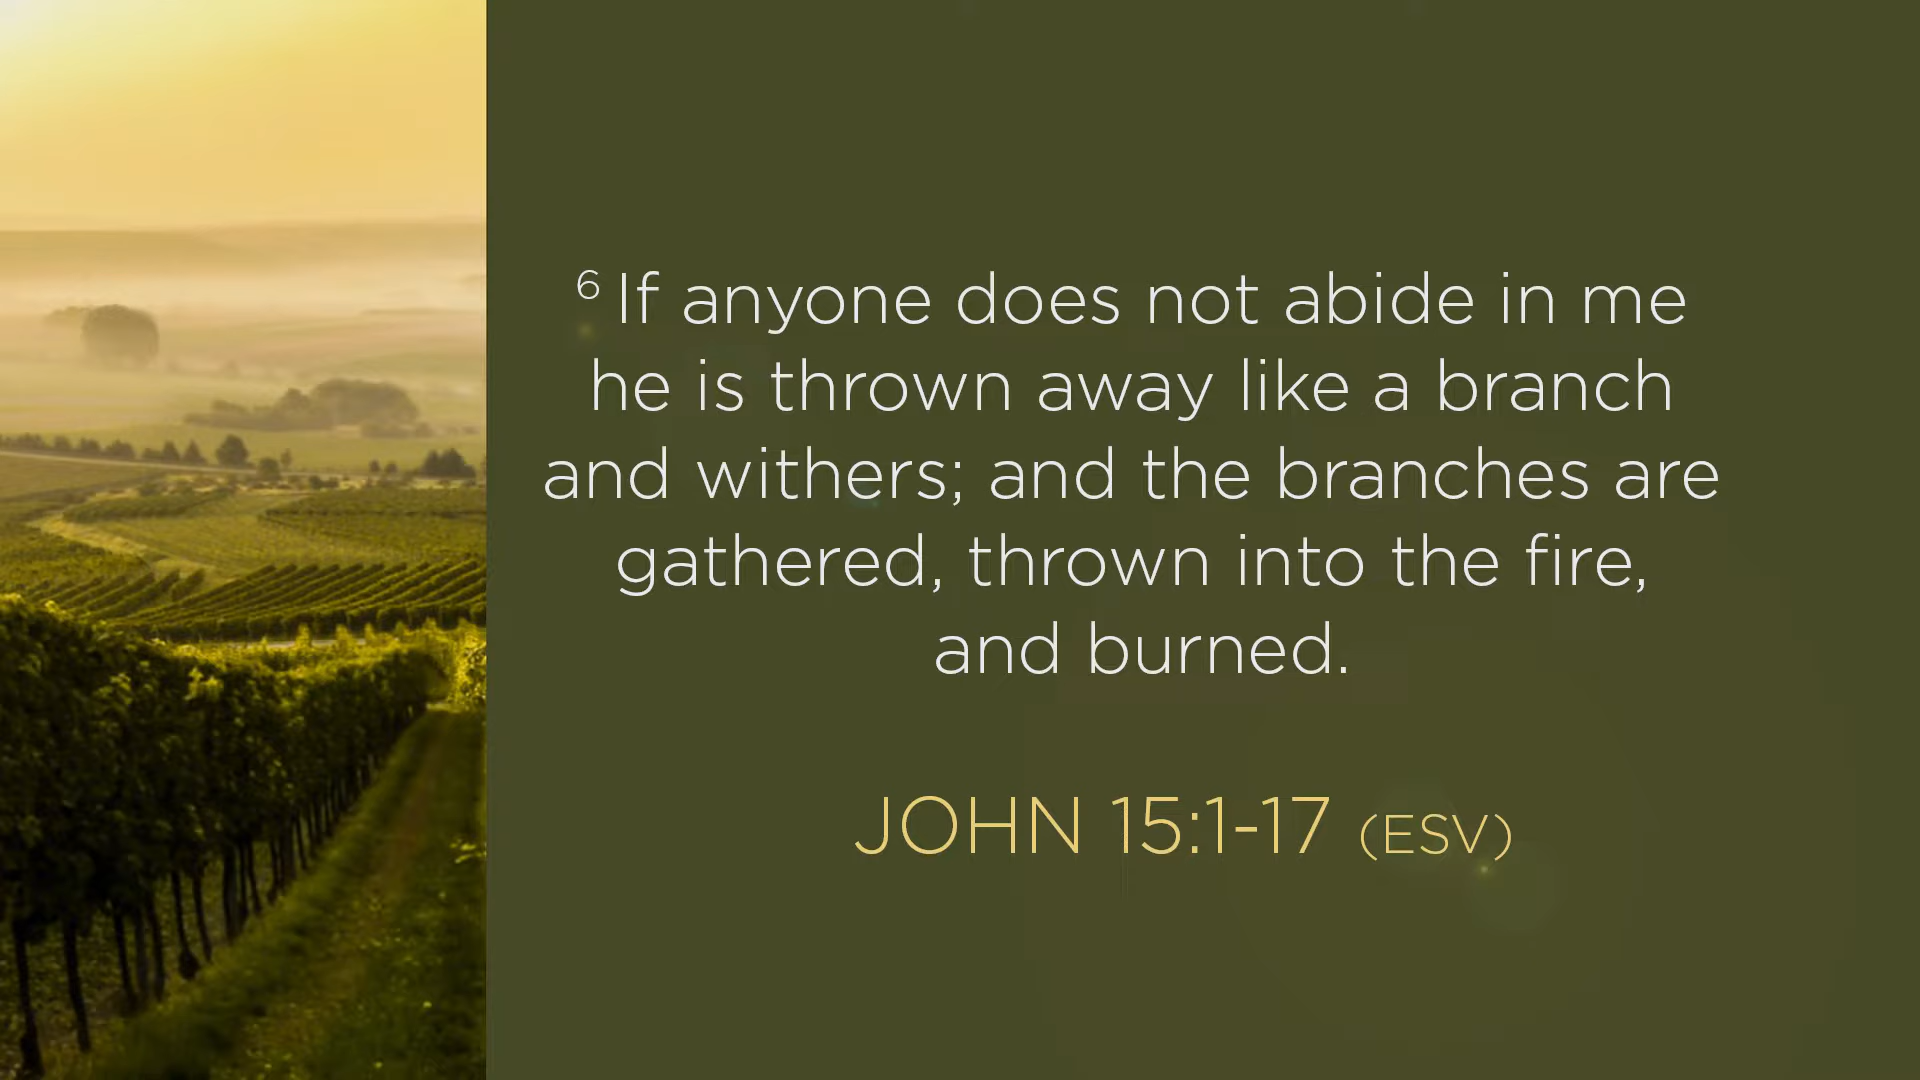 6 If anyone does not abide in me
he is thrown away like a branch
and withers; and the branches are
gathered, thrown into the fire,
and burned.
JOHN 15:1-17 (ESV)